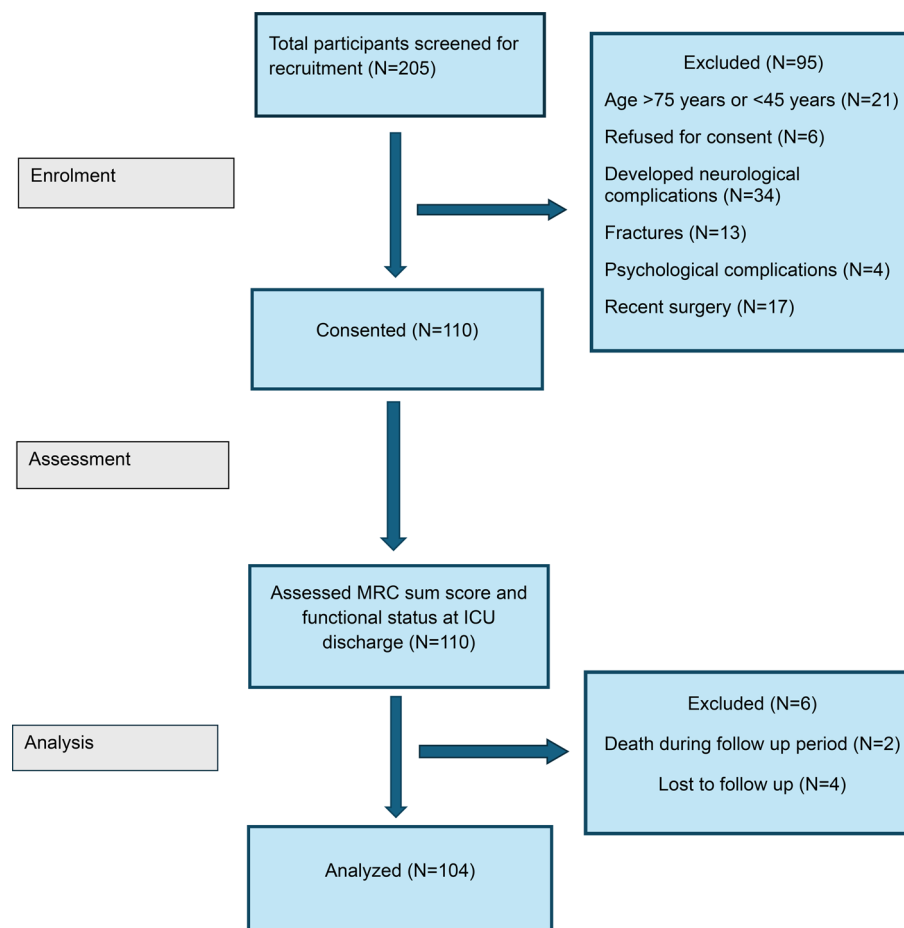 Total participants screened for
recruitment (N=205)
Excluded (N=95)
Age >75 years or <45 years (N=21)
Refused for consent (N=6)
Developed neurological
complications (N=34)
Fractures (N=13)
Psychological complications (N=4)
Recent surgery (N=17)
Enrolment
Consented (N=110)
Assessment
Assessed MRC sum score and
functional status at ICU
discharge (N=110)
Excluded (N=6)
Death during follow up period (N=2)
Lost to follow up (N=4)
Analysis
Analyzed (N=104)